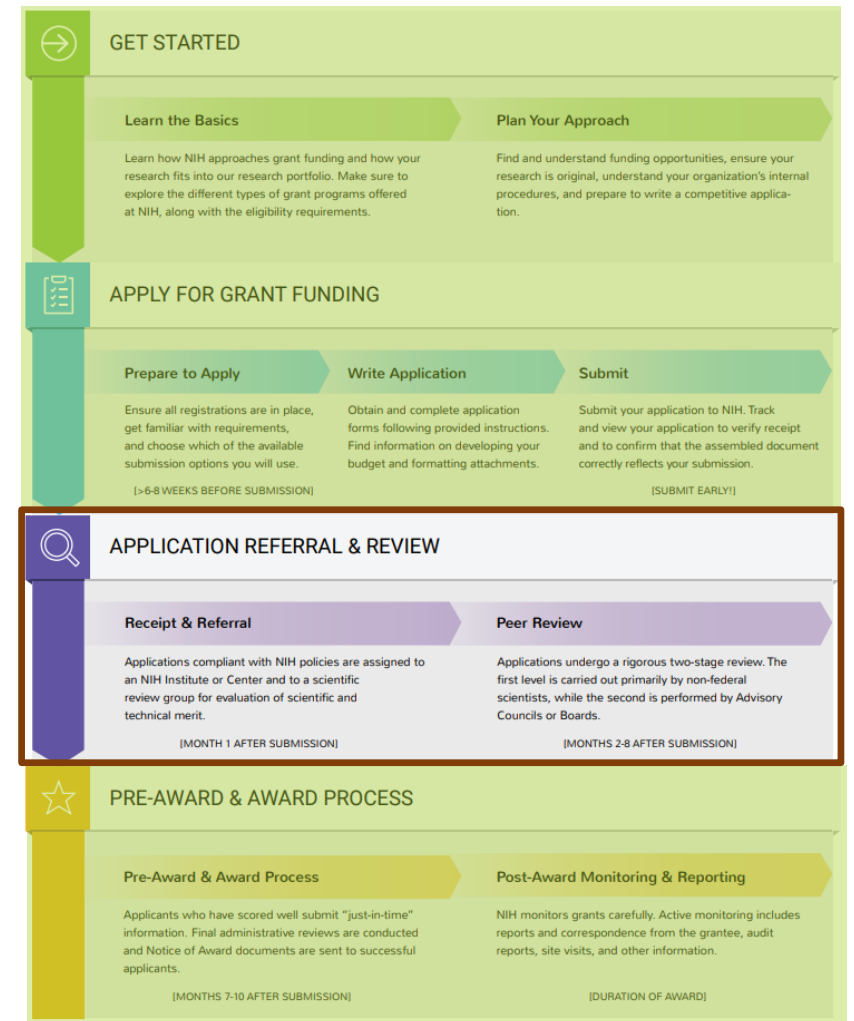 GET STARTED
Learn the Basics
Learn how NIH approaches grant funding and how your
research fits into our research portfolio. Make sure to
explore the different types of grant programs offered
at NIH, along with the eligibility requirements.
Plan Your Approach
Find and understand funding opportunities, ensure your
research is original, understand your organization's internal
procedures, and prepare to write a competitive applica-
tion.
APPLY FOR GRANT FUNDING
Prepare to Apply
Ensure all registrations are in place,
get familiar with requirements,
and choose which of the available
submission options you will use.
[>6-8 WEEKS BEFORE SUBMISSION]
Write Application
Obtain and complete application
forms following provided instructions.
Find information on developing your
budget and formatting attachments.
Submit
Submit your application to NIH. Track
and view your application to verify receipt
and to confirm that the assembled document
correctly reflects your submission.
[SUBMIT EARLY!]
APPLICATION REFERRAL & REVIEW
Receipt & Referral
Applications compliant with NIH policies are assigned to
an NIH Institute or Center and to a scientific
review group for evaluation of scientific and
technical merit.
[MONTH 1 AFTER SUBMISSION]
Peer Review
Applications undergo a rigorous two-stage review. The
first level is carried out primarily by non-federal
scientists, while the second is performed by Advisory
Councils or Boards.
[MONTHS 2-8 AFTER SUBMISSION]
PRE-AWARD & AWARD PROCESS
Pre-Award & Award Process
Applicants who have scored well submit "just-in-time"
information. Final administrative reviews are conducted
and Notice of Award documents are sent to successful
applicants.
[MONTHS 7-10 AFTER SUBMISSION]
Post-Award Monitoring & Reporting
NIH monitors grants carefully. Active monitoring includes
reports and correspondence from the grantee, audit
reports, site visits, and other information.
[DURATION OF AWARD]